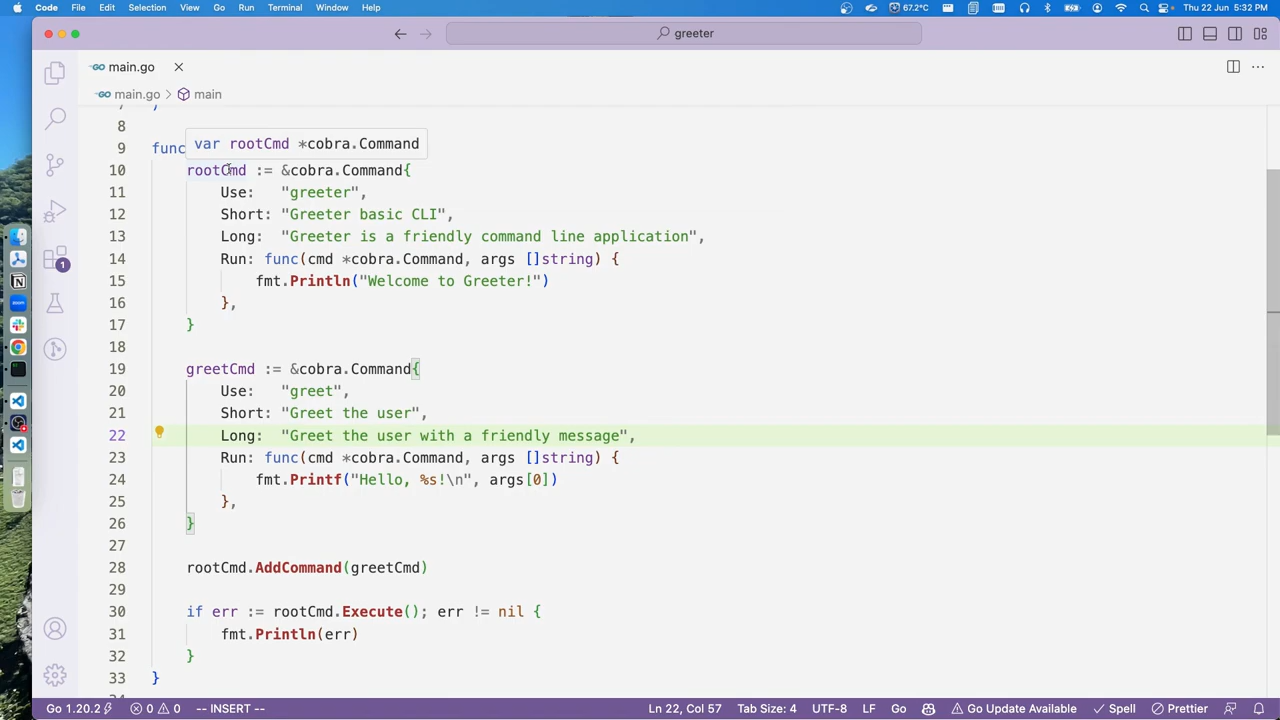 Code File Edit Selection View Go Run Terminal Window Help 67.2°C Thu 22 Jun 5:32 PM
greeter
main.go
main.go > main
7 )
8
var rootCmd *cobra.Command
9 func
10 rootCmd := &cobra.Command{
11 Use: "greeter",
12 Short: "Greeter basic CLI",
13 Long: "Greeter is a friendly command line application",
14 Run: func(cmd *cobra.Command, args []string) {
15 fmt.Println("Welcome to Greeter!")
16 },
17 }
18
19 greetCmd := &cobra.Command{
20 Use: "greet",
21 Short: "Greet the user",
22 Long: "Greet the user with a friendly message",
23 Run: func(cmd *cobra.Command, args []string) {
24 fmt.Printf("Hello, %s!\n", args[0])
25 },
26 }
27
28 rootCmd.AddCommand(greetCmd)
29
30 if err := rootCmd.Execute(); err != nil {
31 fmt.Println(err)
32 }
33 }
1
Go 1.20.2 0 0 -- INSERT -- Ln 22, Col 57 Tab Size: 4 UTF-8 LF Go Go Update Available Spell Prettier